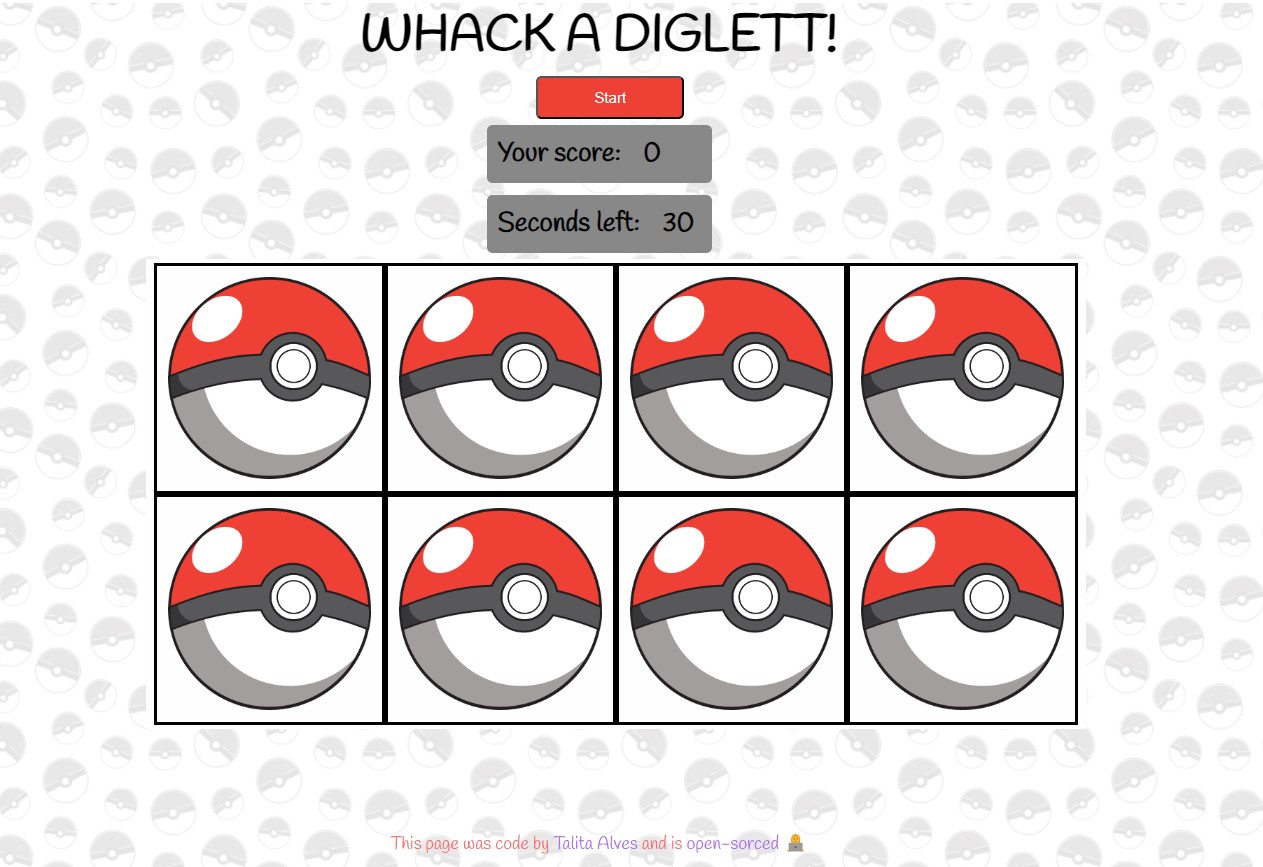 WHACK A DIGLETT!
Start
Your score: 0
Seconds left: 30
This page was code by Talita Alves and is open-sorced